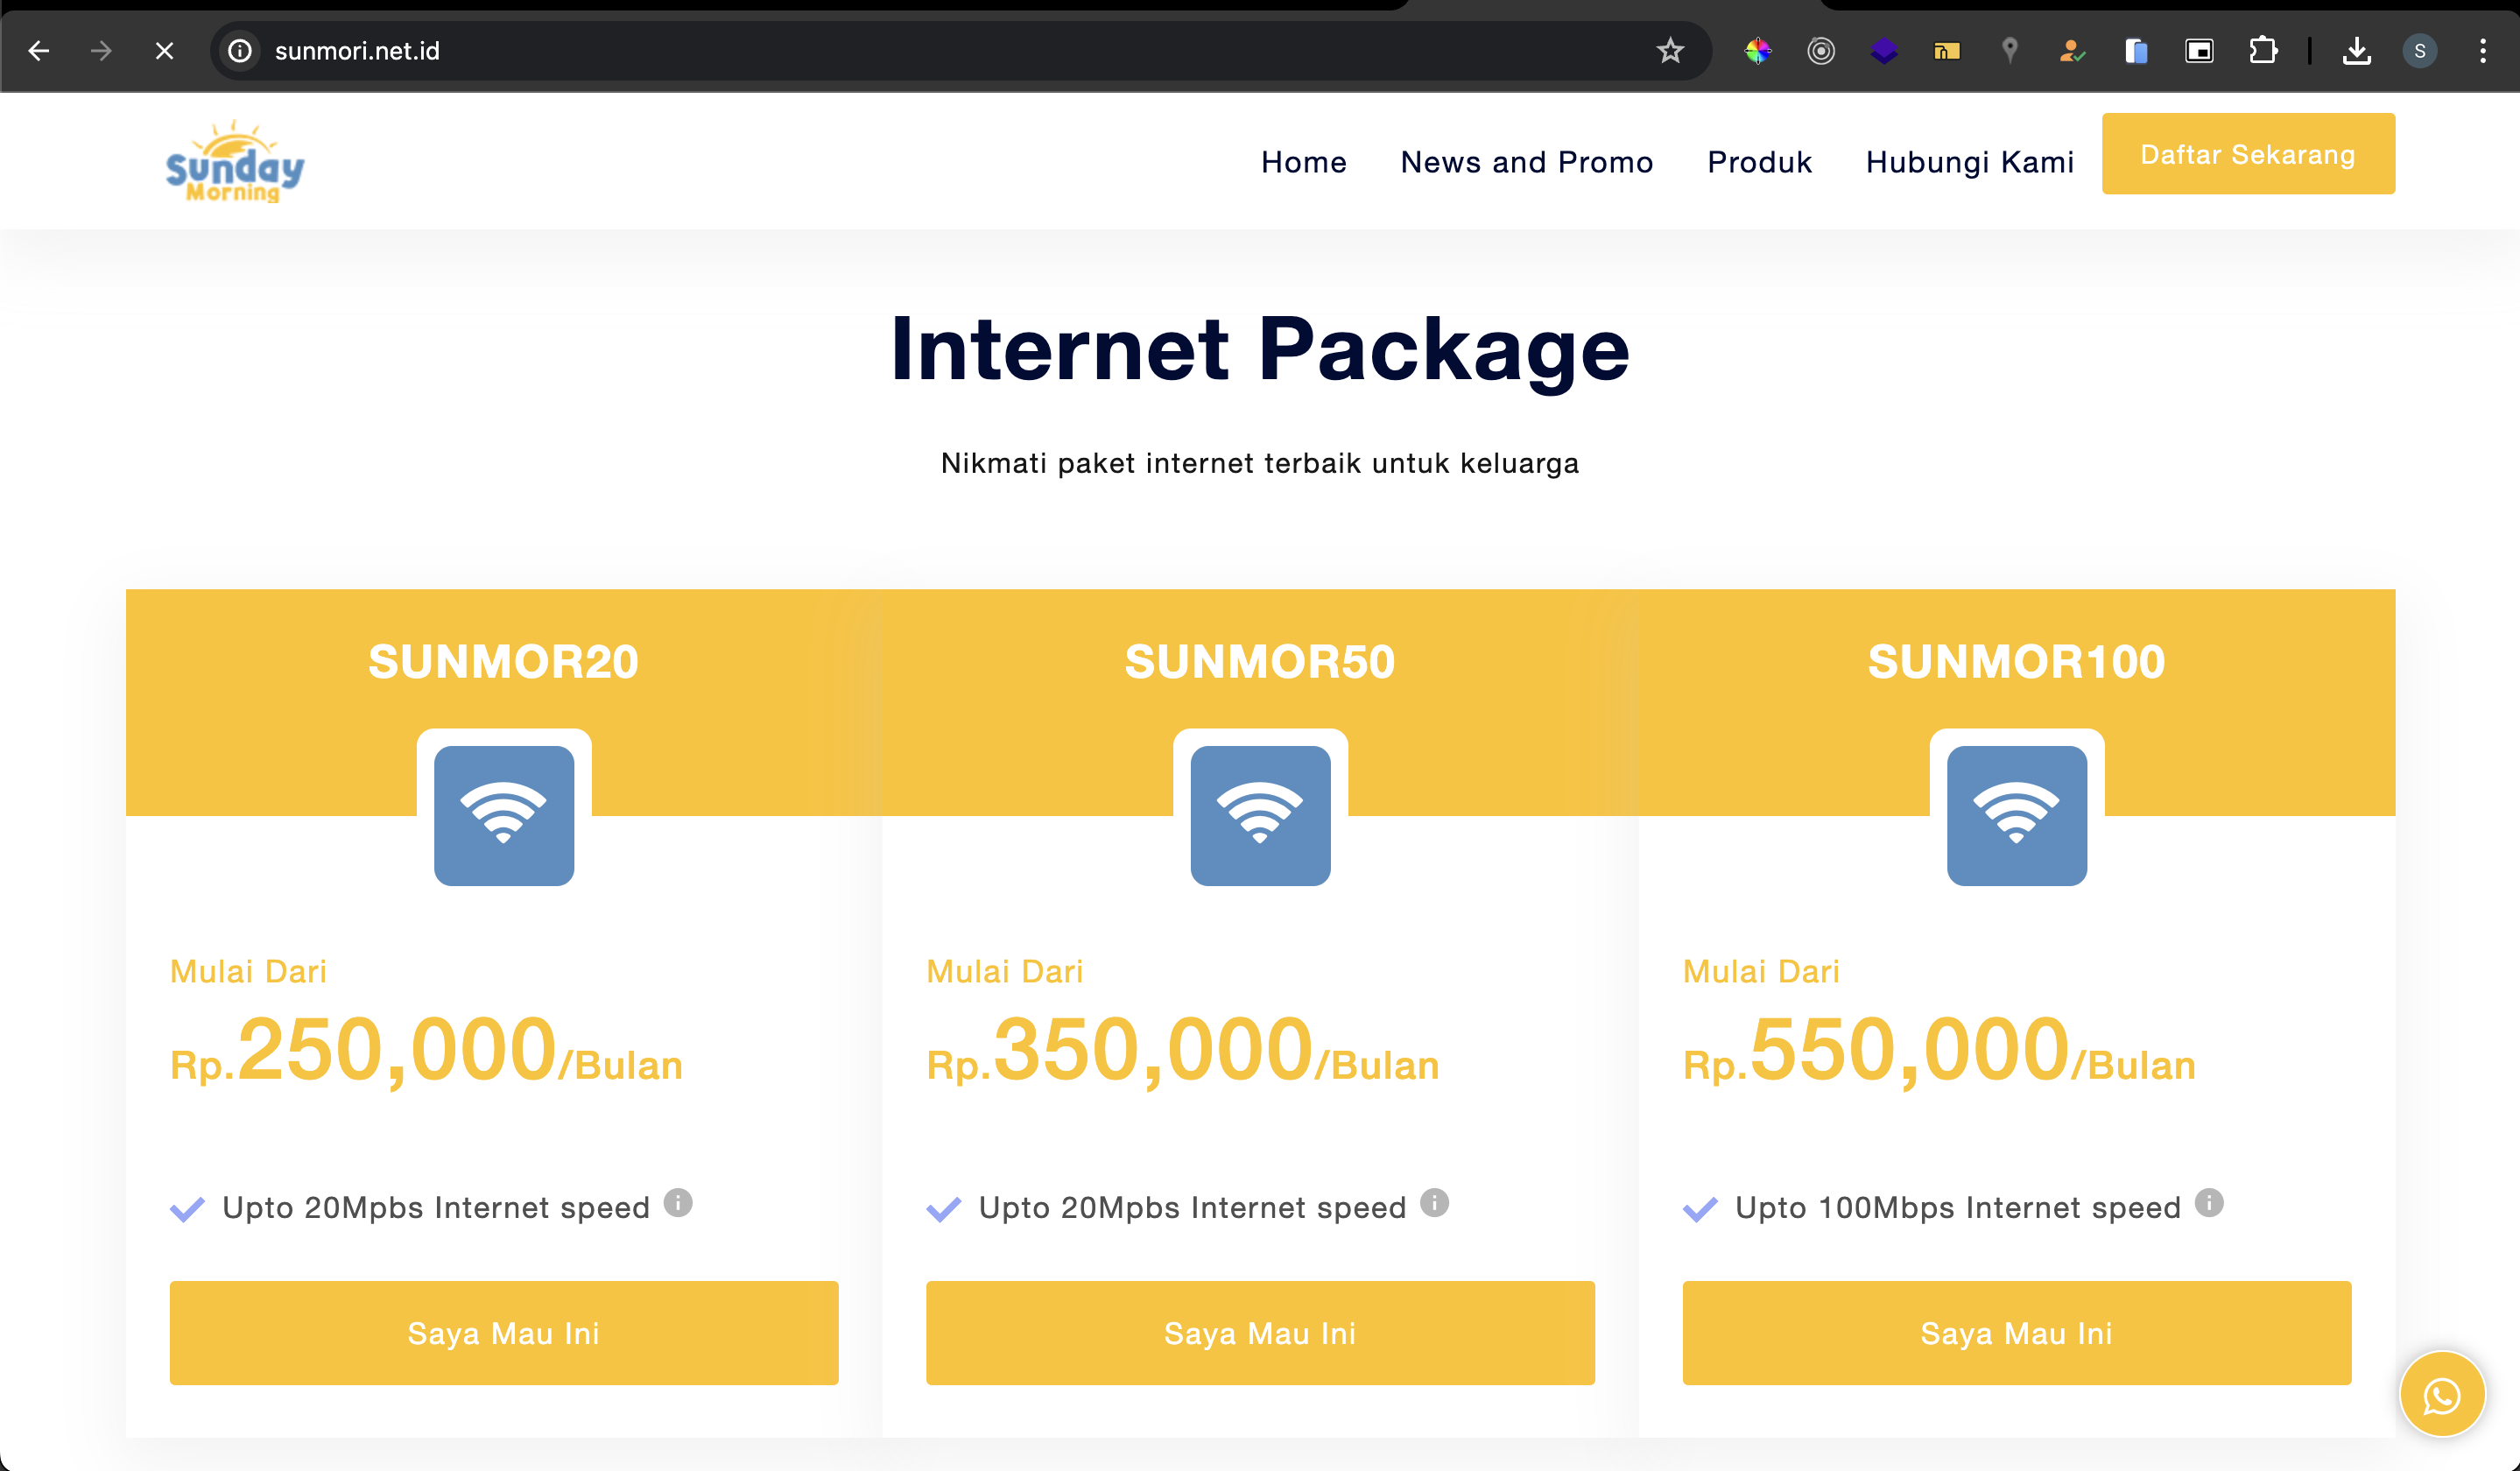 sunmori.net.id
S
Sunday
Morning
Home
News and Promo
Produk
Hubungi Kami
Daftar Sekarang
Internet Package
Nikmati paket internet terbaik untuk keluarga
SUNMOR20
Mulai Dari
Rp.250,000/Bulan
Upto 20Mpbs Internet speed
Saya Mau Ini
SUNMOR50
Mulai Dari
Rp.350,000/Bulan
Upto 20Mpbs Internet speed
Saya Mau Ini
SUNMOR100
Mulai Dari
Rp.550,000/Bulan
Upto 100Mbps Internet speed
Saya Mau Ini